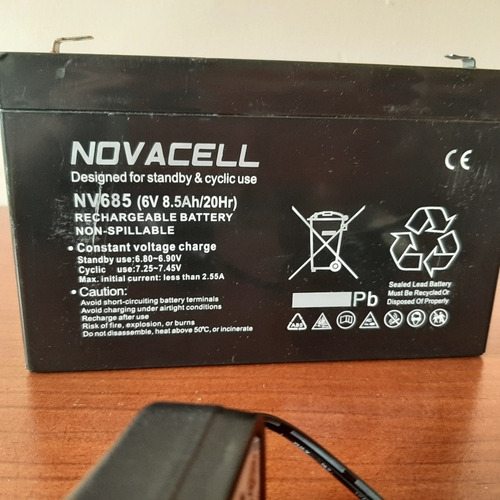 NOVACELL
Designed for standby & cyclic use
CE
NV685 (6V 8.5Ah/20Hr)
RECHARGEABLE BATTERY
NON-SPILLABLE
• Constant voltage charge
Standby use:6.80~6.90V
Cyclic use:7.25~7.45V
Max. initial current: less than 2.55A
• Caution:
Avoid short-circuiting battery terminals
Avoid charging under airtight conditions
Recharge after use
Risk of fire, explosion, or burns
Do not disassemble, heat above 50°C, or incinerate
Pb
Sealed Lead Battery
Must Be Recycled Or
Disposed Of Properly
ABS